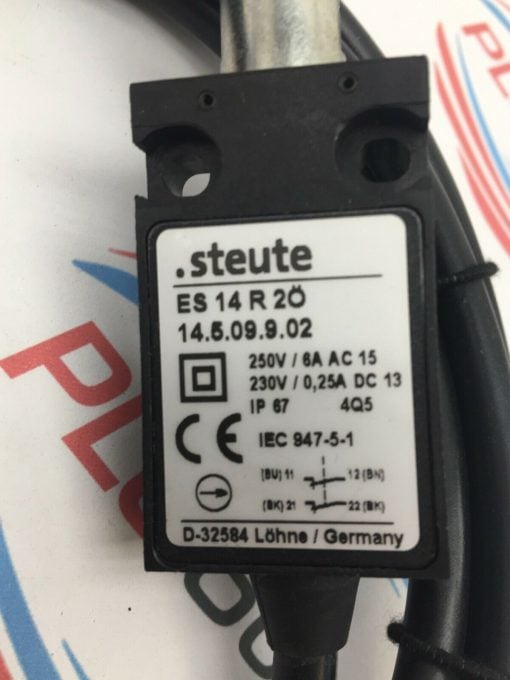 .steute
ES 14 R 2Ö
14.5.09.9.02
250V / 6A AC 15
230V / 0,25A DC 13
IP 67 4Q5
CE IEC 947-5-1
(BU) 11 12 (BN)
(BK) 21 22 (BK)
D-32584 Löhne / Germany